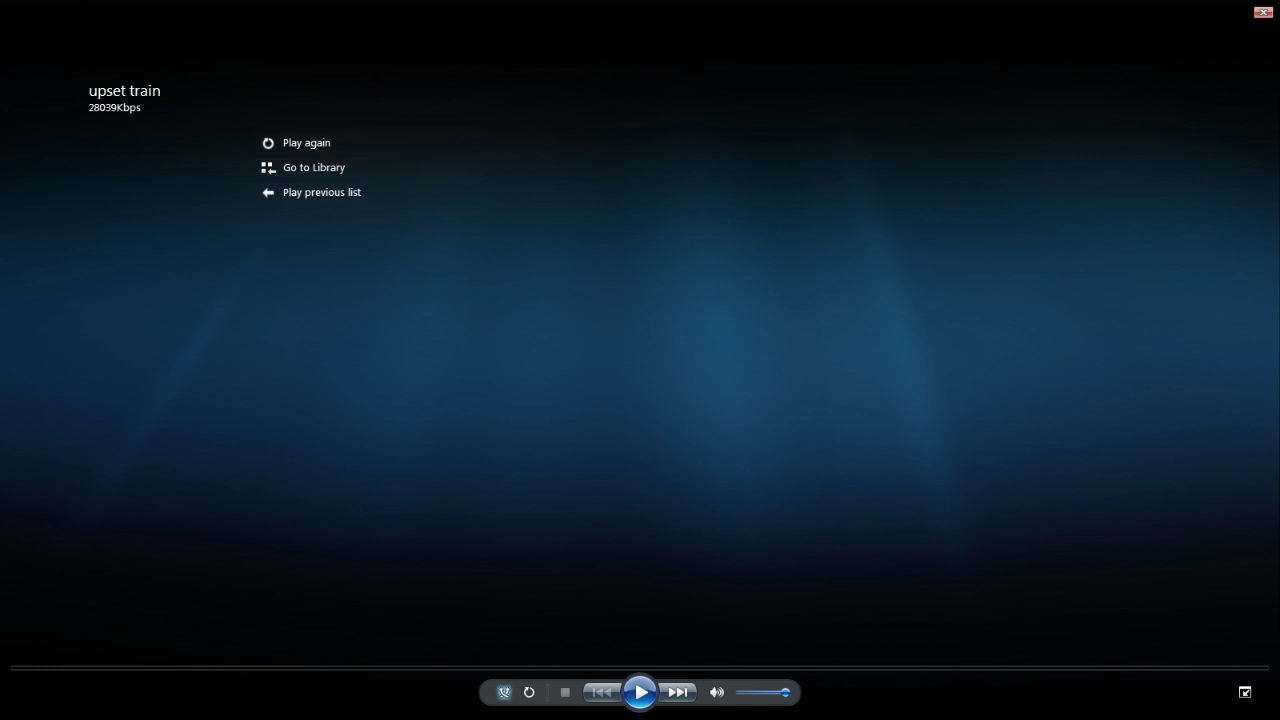 upset train
28039Kbps
Play again
Go to Library
Play previous list